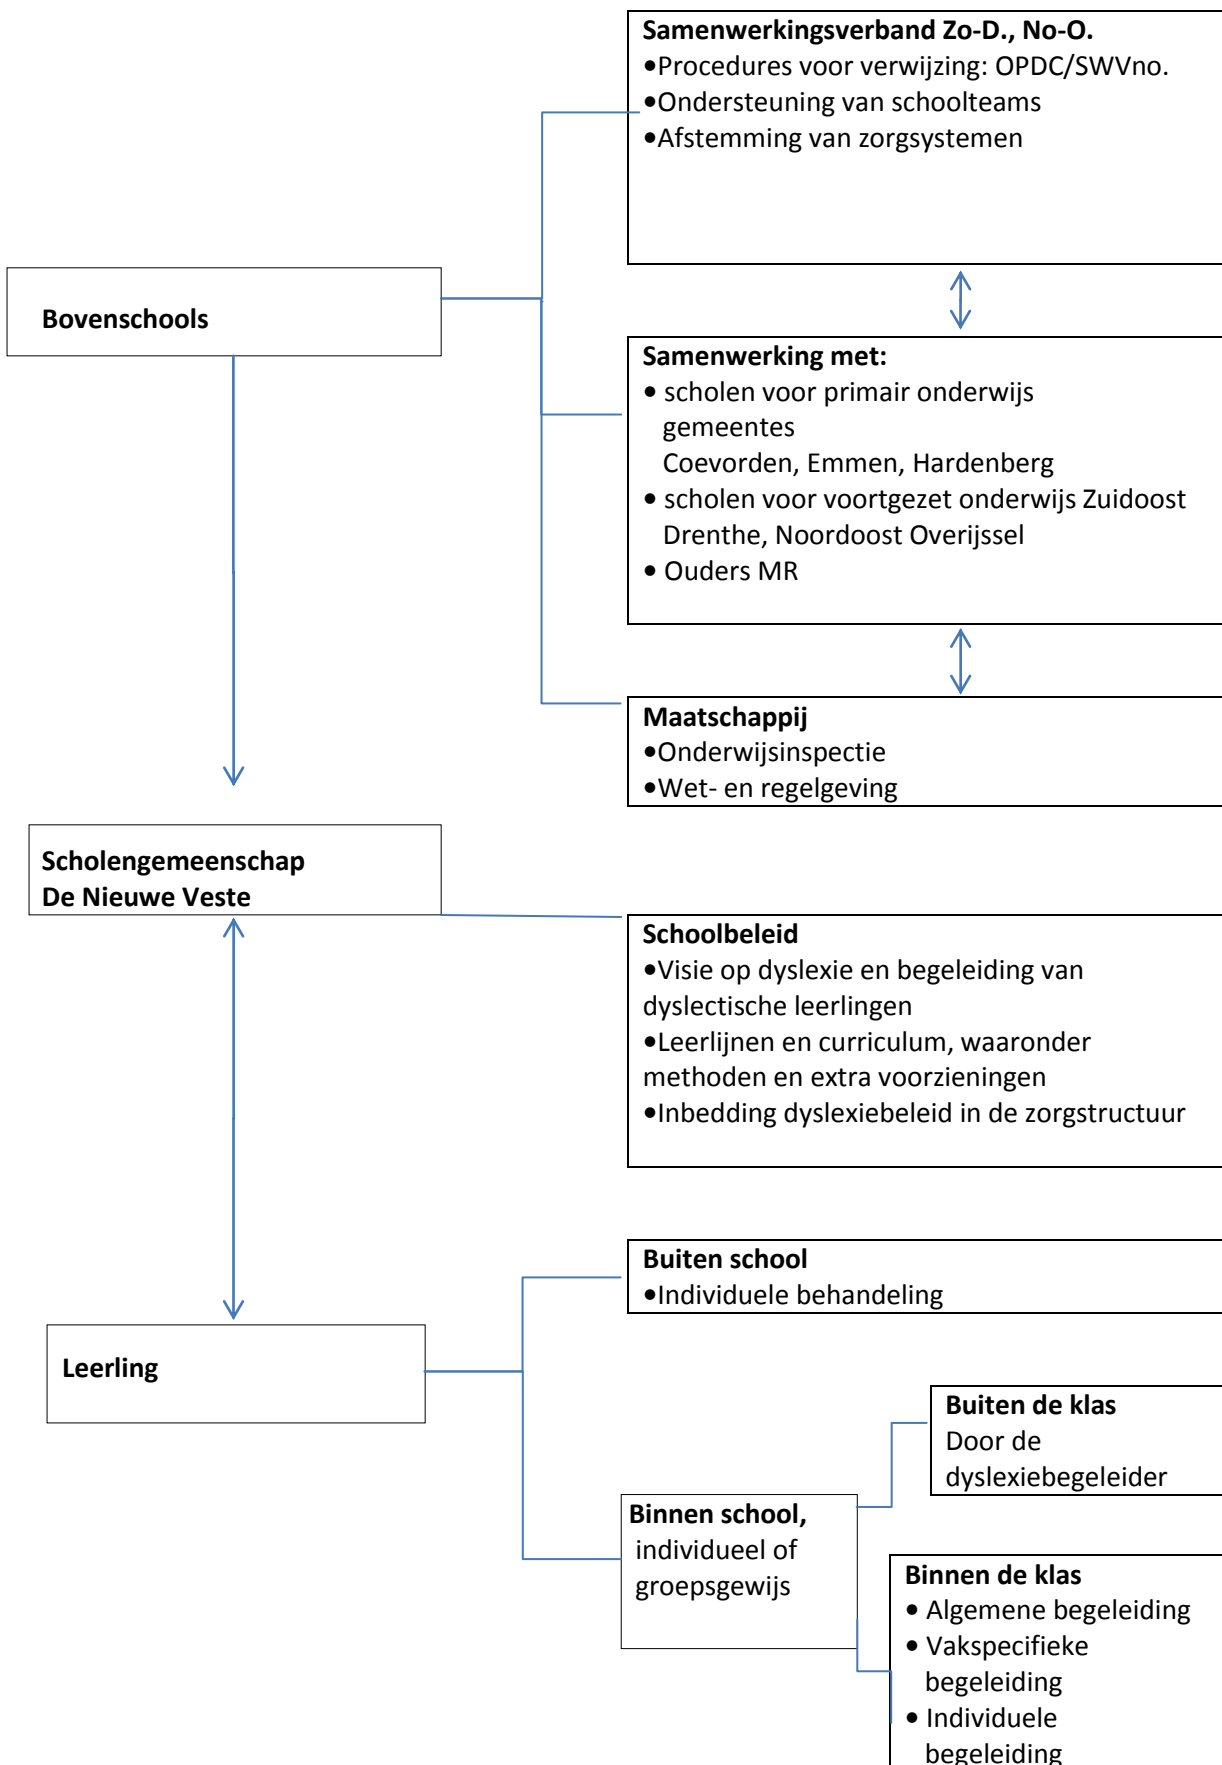 Samenwerkingsverband Zo-D., No-O.
•Procedures voor verwijzing: OPDC/SWVno.
•Ondersteuning van schoolteams
•Afstemming van zorgsystemen
Bovenschools
Samenwerking met:
• scholen voor primair onderwijs
gemeentes
Coevorden, Emmen, Hardenberg
• scholen voor voortgezet onderwijs Zuidoost
Drenthe, Noordoost Overijssel
• Ouders MR
Maatschappij
•Onderwijsinspectie
•Wet- en regelgeving
Scholengemeenschap
De Nieuwe Veste
Schoolbeleid
•Visie op dyslexie en begeleiding van
dyslectische leerlingen
•Leerlijnen en curriculum, waaronder
methoden en extra voorzieningen
•Inbedding dyslexiebeleid in de zorgstructuur
Buiten school
•Individuele behandeling
Leerling
Buiten de klas
Door de
dyslexiebegeleider
Binnen school,
individueel of
groepsgewijs
Binnen de klas
• Algemene begeleiding
• Vakspecifieke
begeleiding
• Individuele
begeleiding